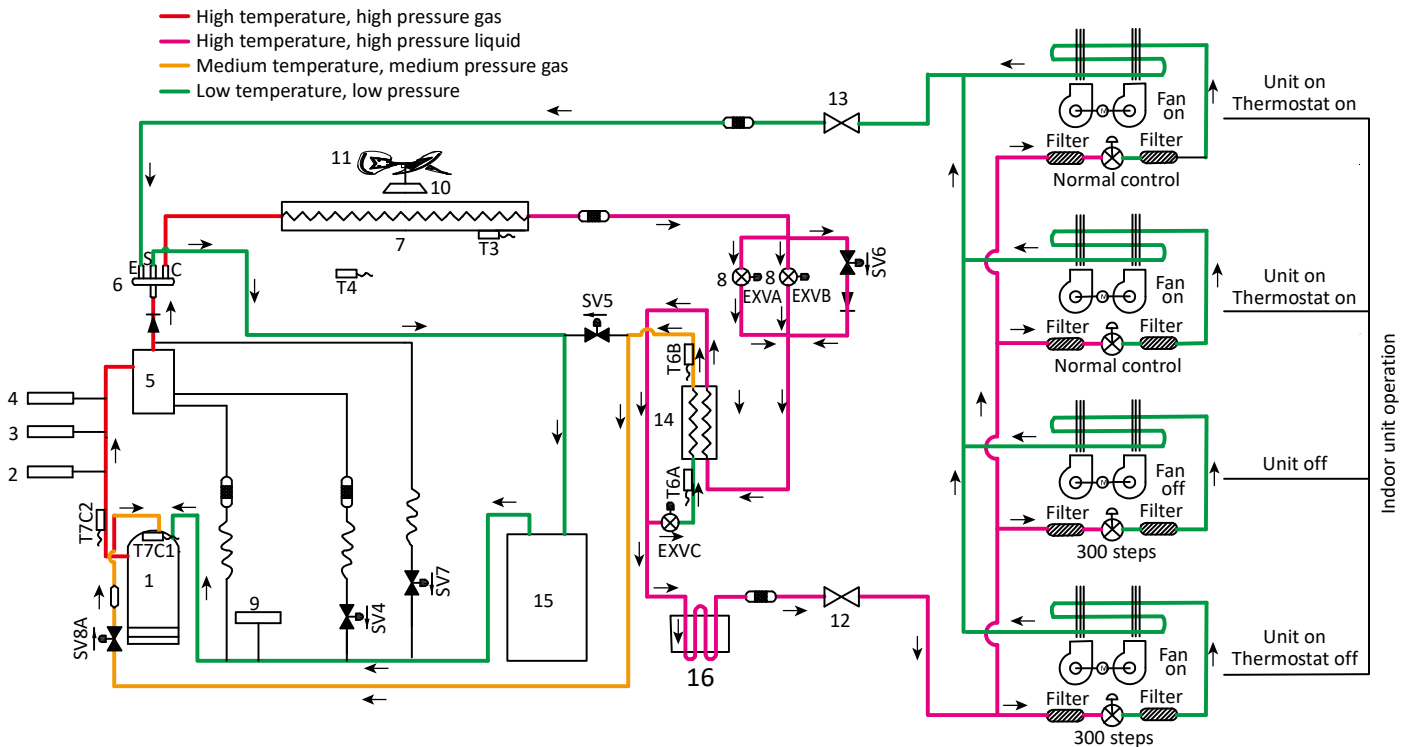 High temperature, high pressure gas
High temperature, high pressure liquid
Medium temperature, medium pressure gas
Low temperature, low pressure
13
11
10
7
T3
T4
E
S
C
6
5
4
3
2
T7C2
T7C1
1
SV8A
9
SV4
SV7
15
SV5
T6B
14
T6A
EXVC
8
EXVA
8
EXVB
SV6
12
16
M
Fan
on
Filter
Filter
Normal control
Unit on
Thermostat on
M
Fan
on
Filter
Filter
Normal control
Unit on
Thermostat on
M
Fan
off
Filter
Filter
300 steps
Unit off
M
Fan
on
Filter
Filter
300 steps
Unit on
Thermostat off
Indoor unit operation